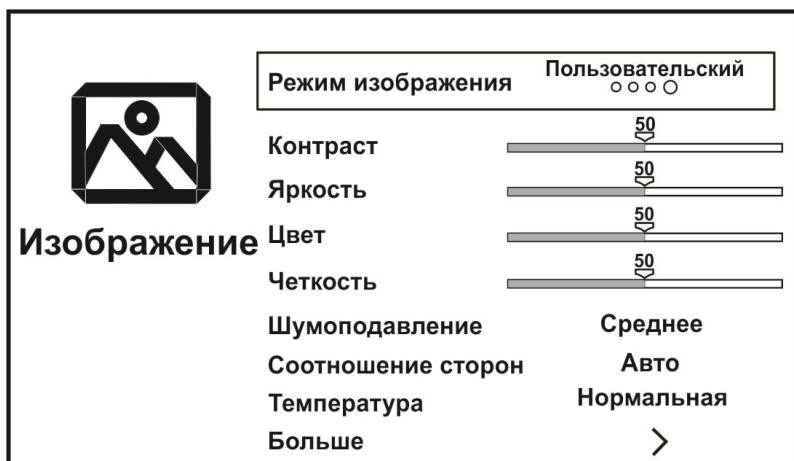 Режим изображения Пользовательский
Контраст 50
Яркость 50
Изображение
Цвет 50
Четкость 50
Шумоподавление Среднее
Соотношение сторон Авто
Температура Нормальная
Больше